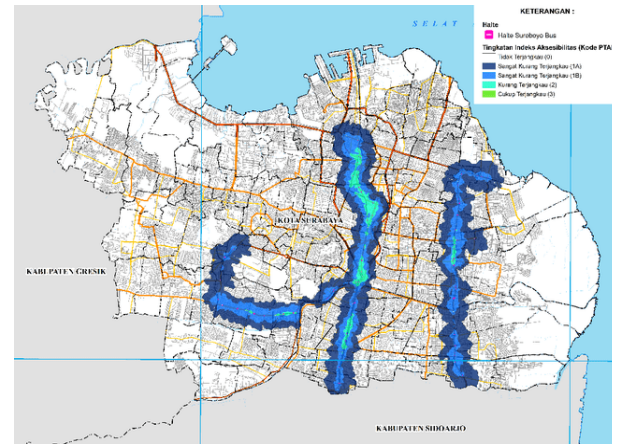 KETERANGAN :
SELAT
Halte
Halte Suroboyo Bus
Tingkatan Indeks Aksesibilitas (Kode PTAL
Tidak Terjangkau (0)
Sangat Kurang Terjangkau (1A)
Sangat Kurang Terjangkau (1B)
Kurang Terjangkau (2)
Cukup Terjangkau (3)
KOTA SURABAYA
KABUPATEN GRESIK
KABUPATEN SIDOARJO